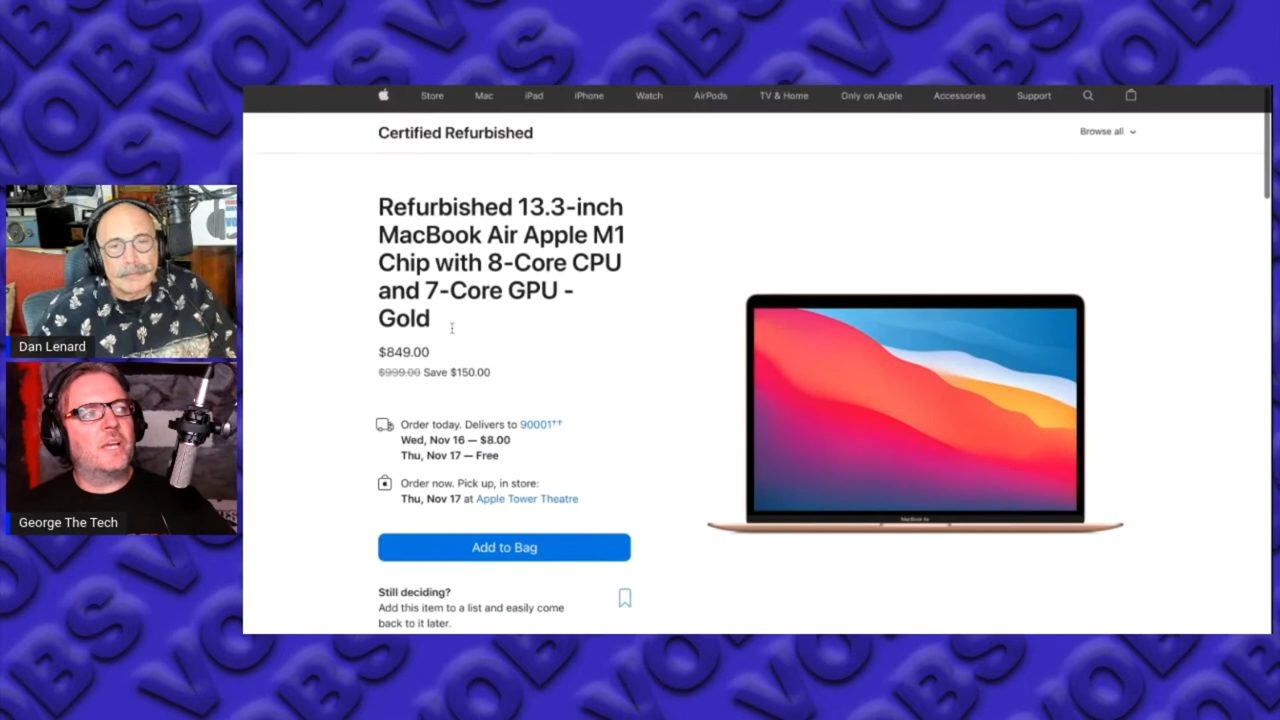 Store Mac iPad iPhone Watch AirPods TV & Home Only on Apple Accessories Support
Certified Refurbished
Browse all
Refurbished 13.3-inch
MacBook Air Apple M1
Chip with 8-Core CPU
and 7-Core GPU -
Gold
$849.00
$999.00 Save $150.00
Order today. Delivers to 90001††
Wed, Nov 16 — $8.00
Thu, Nov 17 — Free
Order now. Pick up, in store:
Thu, Nov 17 at Apple Tower Theatre
Add to Bag
Still deciding?
Add this item to a list and easily come
back to it later.
MacBook Air
Dan Lenard
George The Tech
VOBS